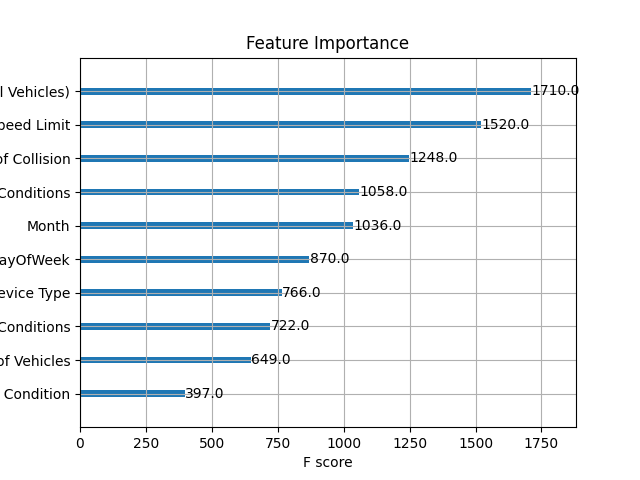 Feature Importance
l Vehicles) 1710.0
peed Limit 1520.0
of Collision 1248.0
Conditions 1058.0
Month 1036.0
ayOfWeek 870.0
evice Type 766.0
Conditions 722.0
of Vehicles 649.0
Condition 397.0
0 250 500 750 1000 1250 1500 1750
F score